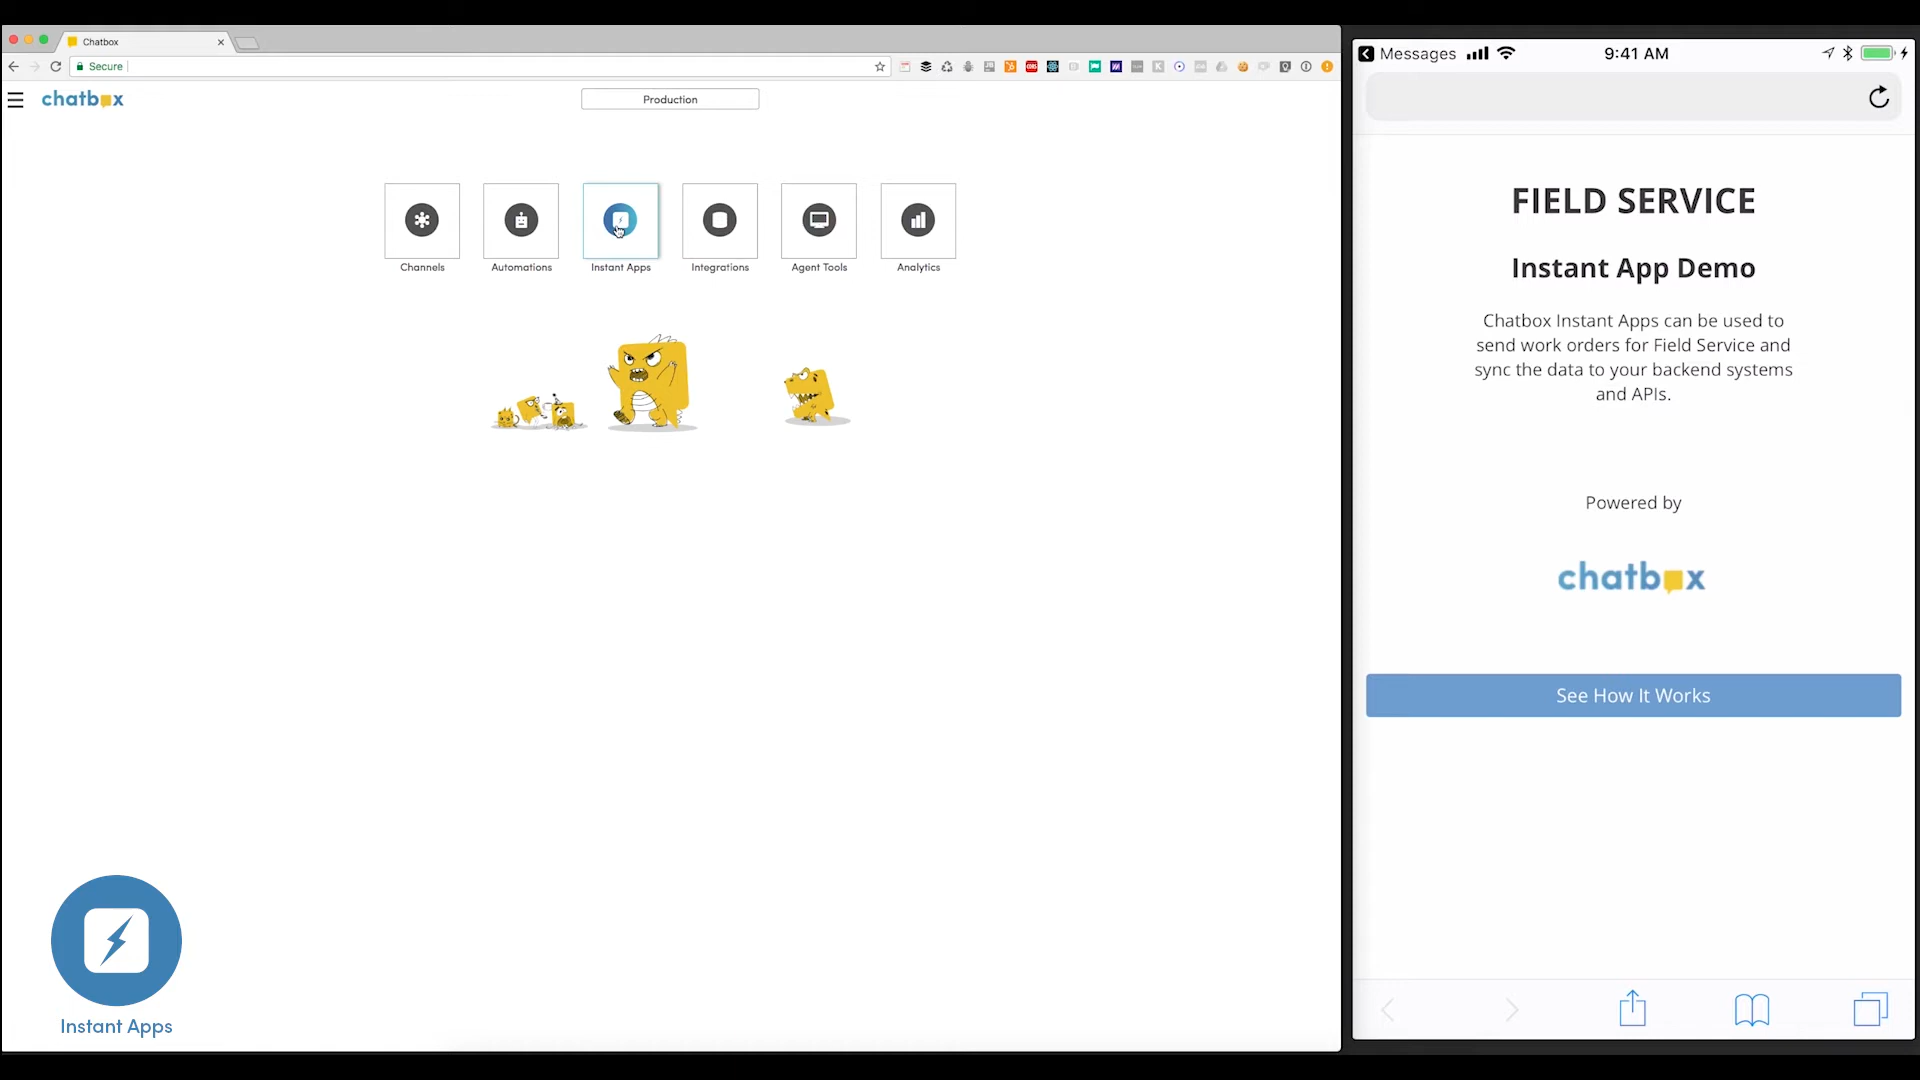 Chatbox
Secure
chatbox
Production
Channels
Automations
Instant Apps
Integrations
Agent Tools
Analytics
Instant Apps
Messages
9:41 AM
FIELD SERVICE
Instant App Demo
Chatbox Instant Apps can be used to
send work orders for Field Service and
sync the data to your backend systems
and APIs.
Powered by
chatbox
See How It Works